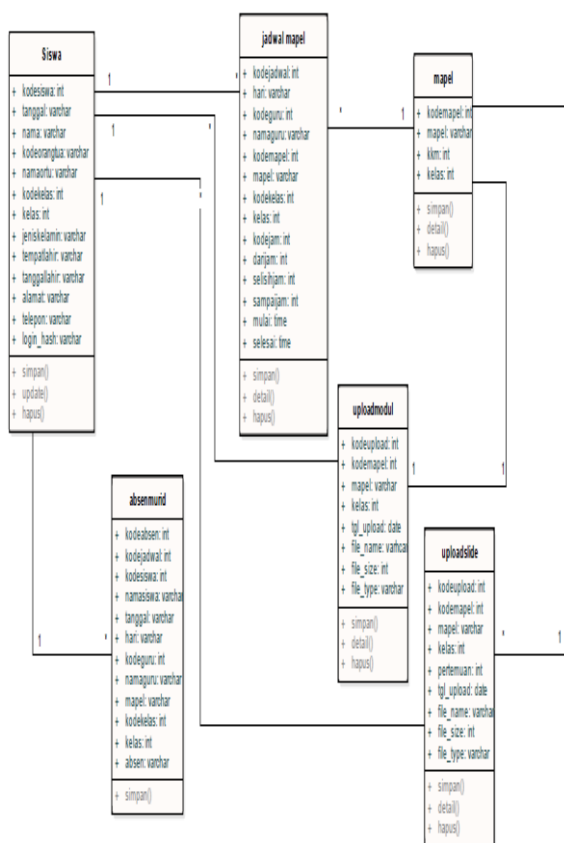 Siswa
+ kodesiswa: int
+ tanggal: varchar
+ nama: varchar
+ kodeorangtua: varchar
+ namaortu: varchar
+ kodekelas: int
+ kelas: int
+ jeniskelamin: varchar
+ tempatlahir: varchar
+ tanggallahir: varchar
+ alamat: varchar
+ telepon: varchar
+ login_hash: varchar
+ simpan()
+ update()
+ hapus()
jadwal mapel
+ kodejadwal: int
+ hari: varchar
+ kodeguru: int
+ namaguru: varchar
+ kodemapel: int
+ mapel: varchar
+ kodekelas: int
+ kelas: int
+ kodejam: int
+ darijam: int
+ selisihjam: int
+ sampaijam: int
+ mulai: time
+ selesai: time
+ simpan()
+ detail()
+ hapus()
mapel
+ kodemapel: int
+ mapel: varchar
+ kkm: int
+ kelas: int
+ simpan()
+ detail()
+ hapus()
1 *
1 *
1 *
* 1
uploadmodul
+ kodeupload: int
+ kodemapel: int
+ mapel: varchar
+ kelas: int
+ tgl_upload: date
+ file_name: varhcar
+ file_size: int
+ file_type: varchar
+ simpan()
+ detail()
+ hapus()
1 1
absenmurid
+ kodeabsen: int
+ kodejadwal: int
+ kodesiswa: int
+ namasiswa: varchar
+ tanggal: varchar
+ hari: varchar
+ kodeguru: int
+ namaguru: varchar
+ mapel: varchar
+ kodekelas: int
+ kelas: int
+ absen: varchar
+ simpan()
1 *
uploadslide
+ kodeupload: int
+ kodemapel: int
+ mapel: varchar
+ kelas: int
+ pertemuan: int
+ tgl_upload: date
+ file_name: varchar
+ file_size: int
+ file_type: varchar
+ simpan()
+ detail()
+ hapus()
* 1